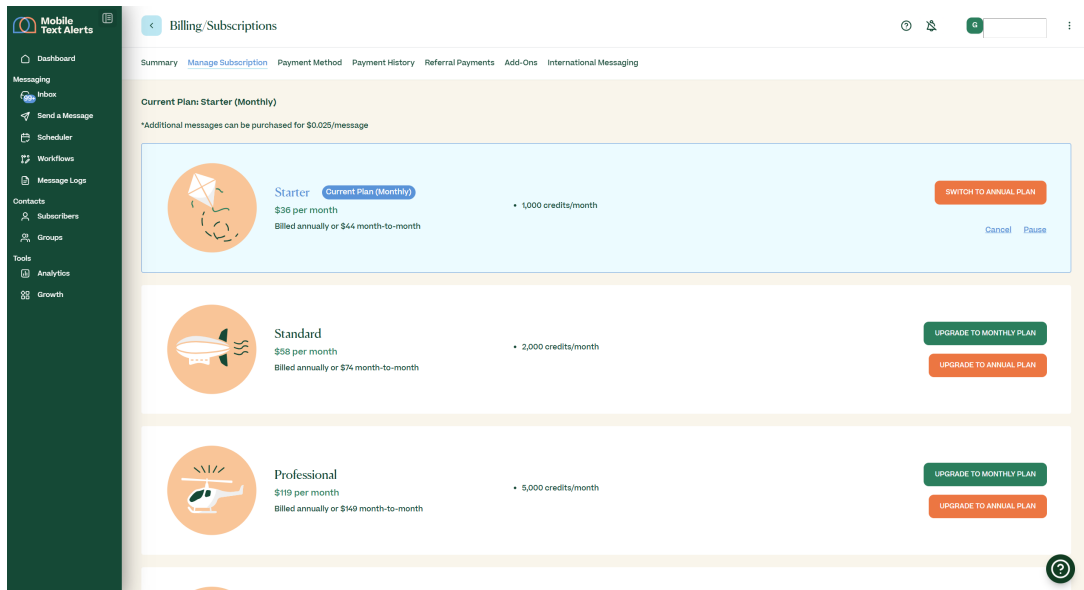 Mobile
Text Alerts
Dashboard
Messaging
99+
Inbox
Send a Message
Scheduler
Workflows
Message Logs
Contacts
Subscribers
Groups
Tools
Analytics
Growth
Billing/Subscriptions
G
Summary Manage Subscription Payment Method Payment History Referral Payments Add-Ons International Messaging
Current Plan: Starter (Monthly)
*Additional messages can be purchased for $0.025/message
Starter Current Plan (Monthly)
$36 per month
Billed annually or $44 month-to-month
• 1,000 credits/month
SWITCH TO ANNUAL PLAN
Cancel Pause
Standard
$58 per month
Billed annually or $74 month-to-month
• 2,000 credits/month
UPGRADE TO MONTHLY PLAN
UPGRADE TO ANNUAL PLAN
Professional
$119 per month
Billed annually or $149 month-to-month
• 5,000 credits/month
UPGRADE TO MONTHLY PLAN
UPGRADE TO ANNUAL PLAN